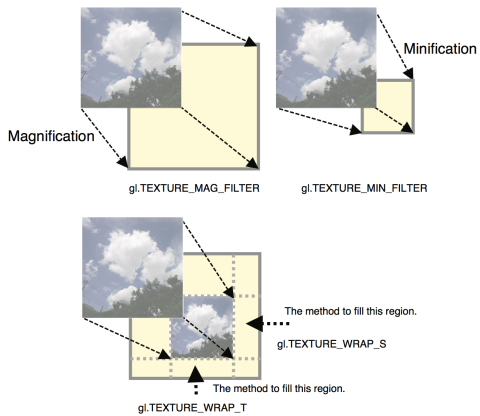 Minification
Magnification
gl.TEXTURE_MAG_FILTER
gl.TEXTURE_MIN_FILTER
The method to fill this region.
gl.TEXTURE_WRAP_S
The method to fill this region.
gl.TEXTURE_WRAP_T